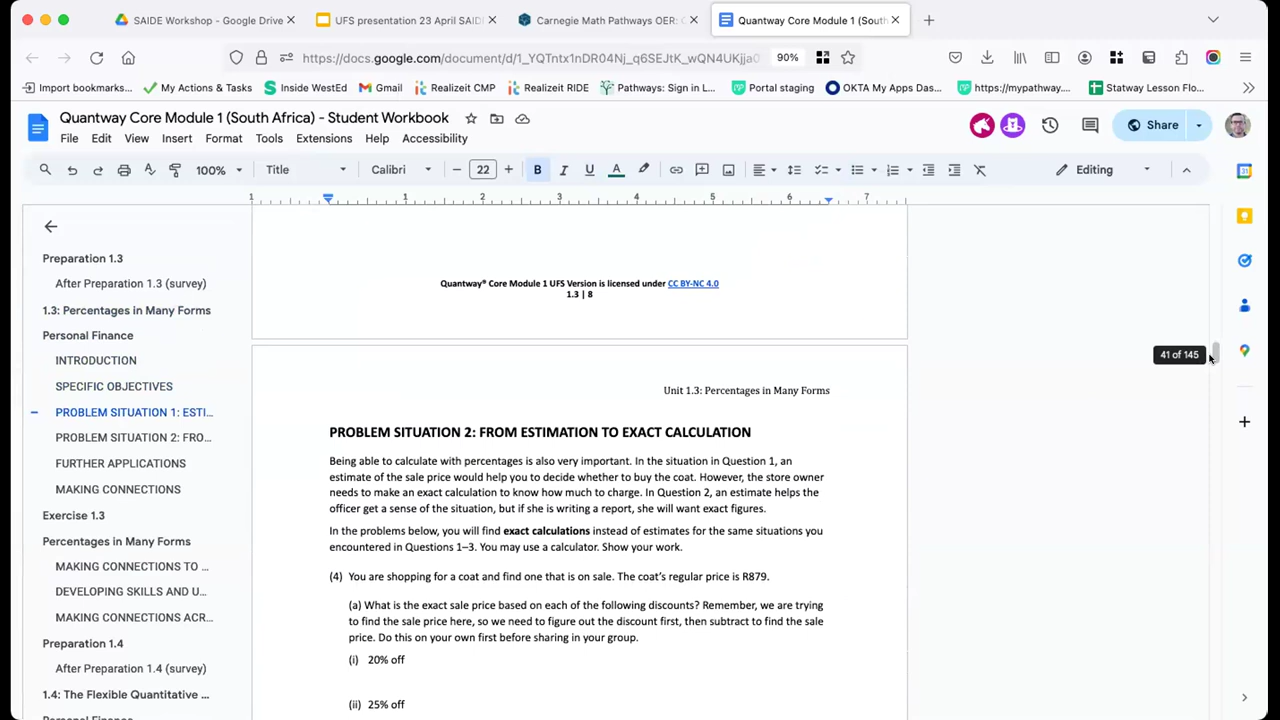 SAIDE Workshop - Google Drive
UFS presentation 23 April SAID
Carnegie Math Pathways OER:
Quantway Core Module 1 (South
https://docs.google.com/document/d/1_YQTntx1nDR04Nj_q6SEJtK_wQN4UKjja0
90%
Import bookmarks...
My Actions & Tasks
Inside WestEd
Gmail
Realizeit CMP
Realizeit RIDE
Pathways: Sign in L...
Portal staging
OKTA My Apps Das...
https://mypathway....
Statway Lesson Flo...
Quantway Core Module 1 (South Africa) - Student Workbook
File Edit View Insert Format Tools Extensions Help Accessibility
Share
100%
Title
Calibri
22
B I U A
Editing
1 1 2 3 4 5 6 7
Preparation 1.3
After Preparation 1.3 (survey)
1.3: Percentages in Many Forms
Personal Finance
INTRODUCTION
SPECIFIC OBJECTIVES
PROBLEM SITUATION 1: ESTI...
PROBLEM SITUATION 2: FRO...
FURTHER APPLICATIONS
MAKING CONNECTIONS
Exercise 1.3
Percentages in Many Forms
MAKING CONNECTIONS TO ...
DEVELOPING SKILLS AND U...
MAKING CONNECTIONS ACR...
Preparation 1.4
After Preparation 1.4 (survey)
1.4: The Flexible Quantitative ...
Personal Finance
Quantway® Core Module 1 UFS Version is licensed under CC BY-NC 4.0
1.3 | 8
41 of 145
Unit 1.3: Percentages in Many Forms
PROBLEM SITUATION 2: FROM ESTIMATION TO EXACT CALCULATION
Being able to calculate with percentages is also very important. In the situation in Question 1, an
estimate of the sale price would help you to decide whether to buy the coat. However, the store owner
needs to make an exact calculation to know how much to charge. In Question 2, an estimate helps the
officer get a sense of the situation, but if she is writing a report, she will want exact figures.
In the problems below, you will find exact calculations instead of estimates for the same situations you
encountered in Questions 1–3. You may use a calculator. Show your work.
(4) You are shopping for a coat and find one that is on sale. The coat's regular price is R879.
(a) What is the exact sale price based on each of the following discounts? Remember, we are trying
to find the sale price here, so we need to figure out the discount first, then subtract to find the sale
price. Do this on your own first before sharing in your group.
(i) 20% off
(ii) 25% off